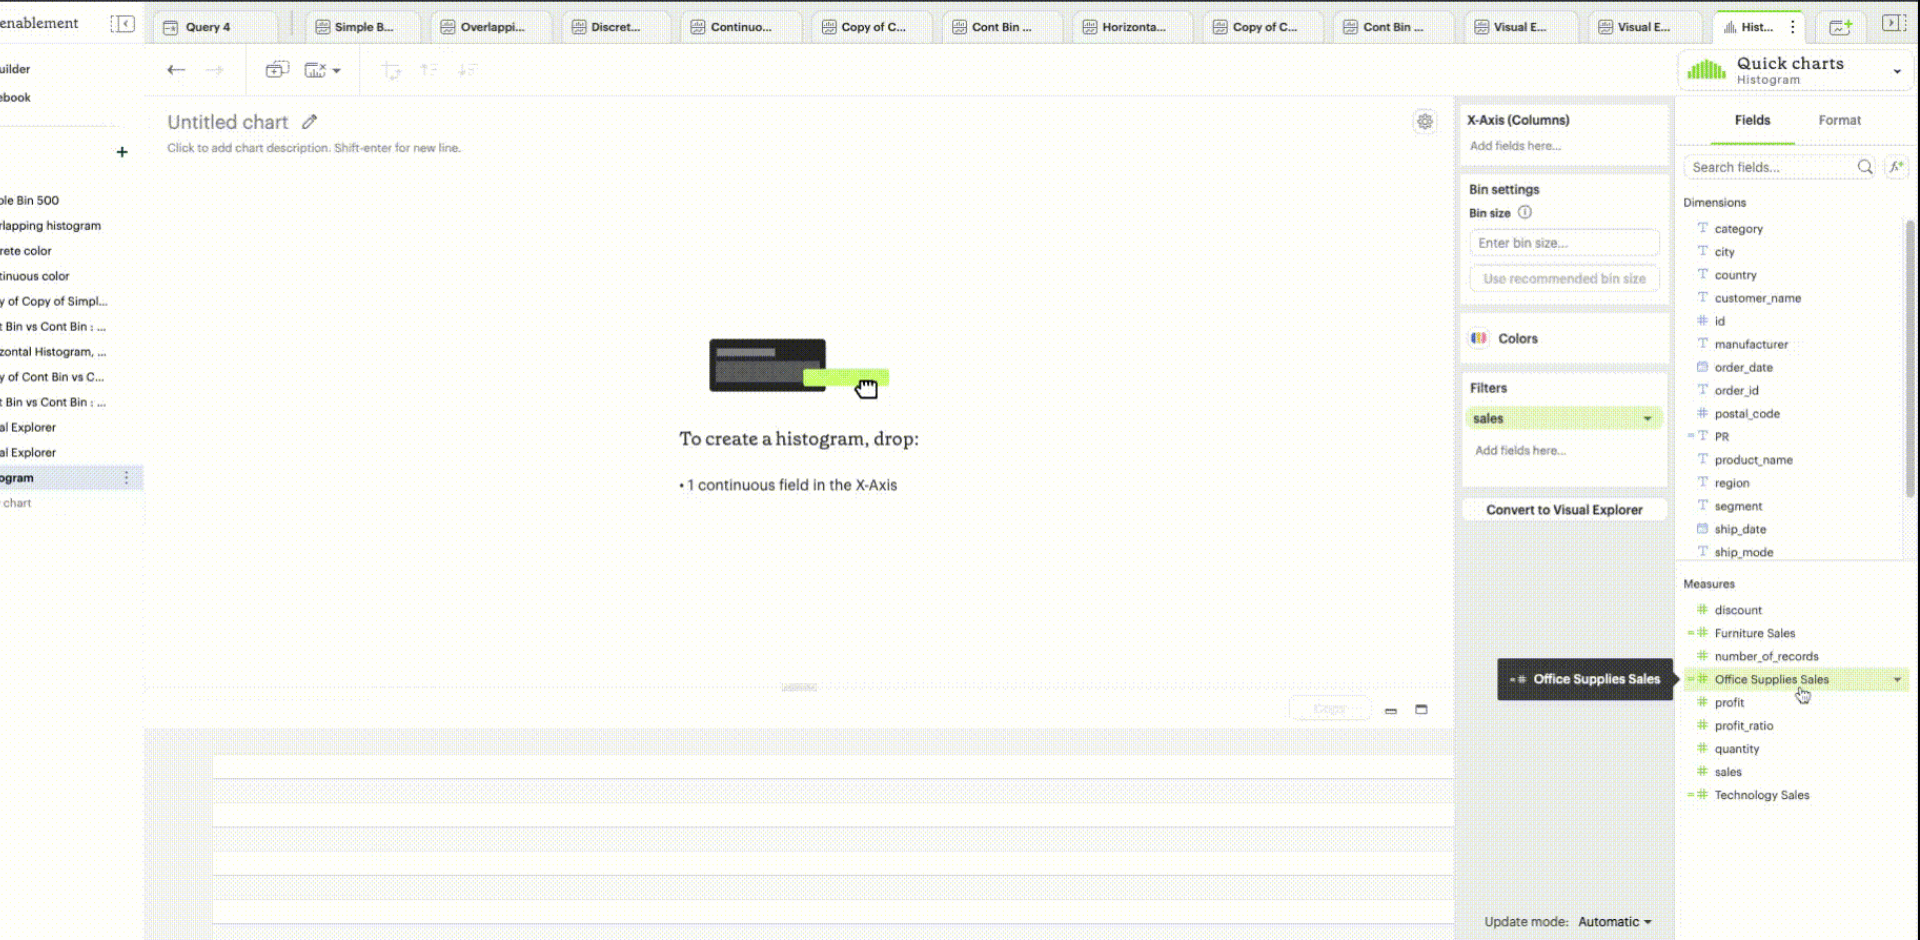 enablement
Query 4
Simple B...
Overlappi...
Discret...
Continuo...
Copy of C...
Cont Bin ...
Horizonta...
Copy of C...
Cont Bin ...
Visual E...
Visual E...
Hist...
uilder
ebook
ple Bin 500
rlapping histogram
rete color
tinuous color
y of Copy of Simpl...
t Bin vs Cont Bin : ...
zontal Histogram, ...
y of Cont Bin vs C...
t Bin vs Cont Bin : ...
al Explorer
al Explorer
ogram
chart
Untitled chart
Click to add chart description. Shift-enter for new line.
To create a histogram, drop:
• 1 continuous field in the X-Axis
Copy
X-Axis (Columns)
Add fields here...
Bin settings
Bin size
Enter bin size...
Use recommended bin size
Colors
Filters
sales
Add fields here...
Convert to Visual Explorer
Office Supplies Sales
Update mode: Automatic
Quick charts
Histogram
Fields
Format
Search fields...
Dimensions
category
city
country
customer_name
id
manufacturer
order_date
order_id
postal_code
PR
product_name
region
segment
ship_date
ship_mode
Measures
discount
Furniture Sales
number_of_records
Office Supplies Sales
profit
profit_ratio
quantity
sales
Technology Sales